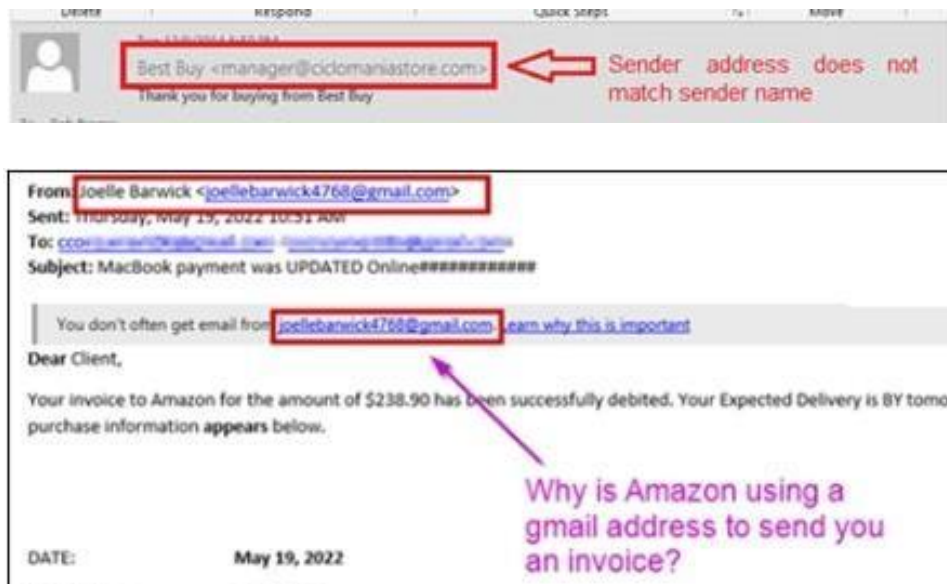 Delete Respond Quick Steps Move
Best Buy <manager@ciclomaniastore.com>
Thank you for buying from Best Buy
Sender address does not
match sender name
From: Joelle Barwick <joellebarwick4768@gmail.com>
Sent: Thursday, May 19, 2022 10:51 AM
To:
Subject: MacBook payment was UPDATED Online############
You don't often get email from joellebarwick4768@gmail.com. Learn why this is important
Dear Client,
Your invoice to Amazon for the amount of $238.90 has been successfully debited. Your Expected Delivery is BY tomo
purchase information appears below.
Why is Amazon using a
gmail address to send you
an invoice?
DATE: May 19, 2022